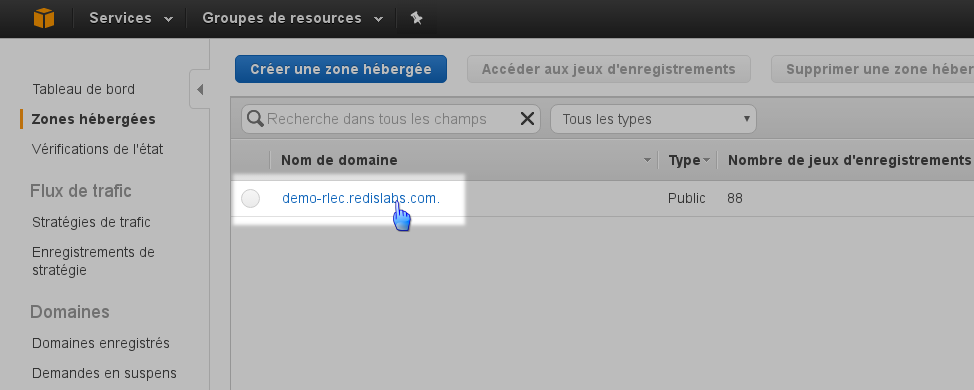 Services Groupes de resources
Créer une zone hébergée Accéder aux jeux d'enregistrements Supprimer une zone héber
Tableau de bord
Zones hébergées
Vérifications de l'état
Flux de trafic
Stratégies de trafic
Enregistrements de
stratégie
Domaines
Domaines enregistrés
Demandes en suspens
Recherche dans tous les champs Tous les types
Nom de domaine Type Nombre de jeux d'enregistrements
demo-rlec.redislabs.com. Public 88